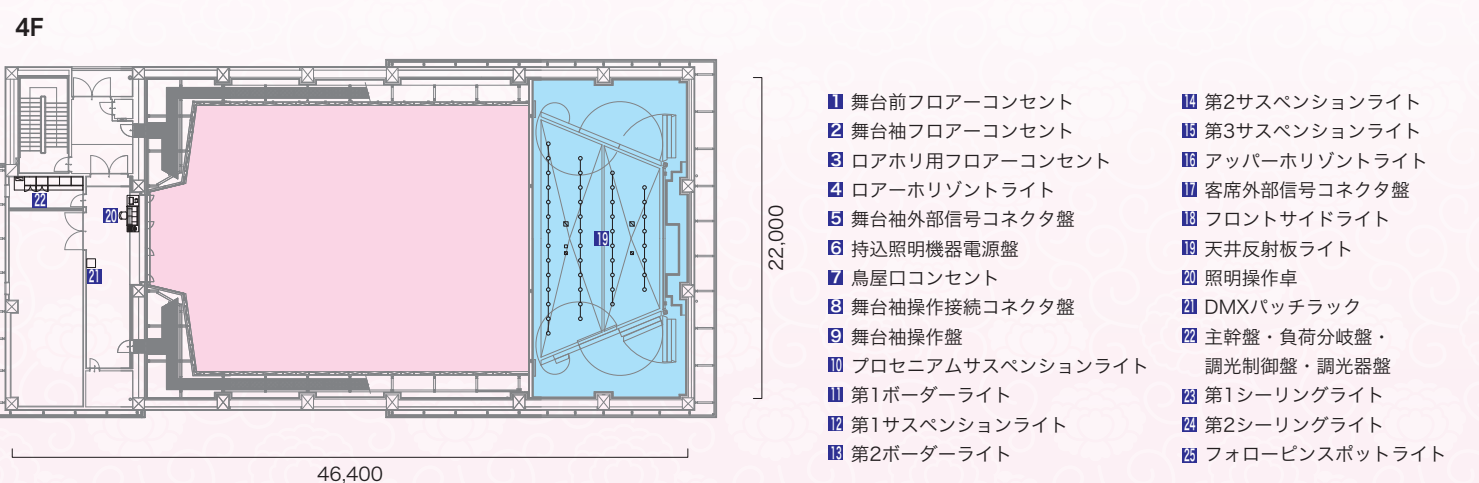 4F
22
20
21
19
22,000
46,400
1 舞台前フロアーコンセント
2 舞台袖フロアーコンセント
3 ロアホリ用フロアーコンセント
4 ロアーホリゾントライト
5 舞台袖外部信号コネクタ盤
6 持込照明機器電源盤
7 鳥屋口コンセント
8 舞台袖操作接続コネクタ盤
9 舞台袖操作盤
10 プロセニアムサスペンションライト
11 第1ボーダーライト
12 第1サスペンションライト
13 第2ボーダーライト
14 第2サスペンションライト
15 第3サスペンションライト
16 アッパーホリゾントライト
17 客席外部信号コネクタ盤
18 フロントサイドライト
19 天井反射板ライト
20 照明操作卓
21 DMXパッチラック
22 主幹盤・負荷分岐盤・
調光制御盤・調光器盤
23 第1シーリングライト
24 第2シーリングライト
25 フォローピンスポットライト